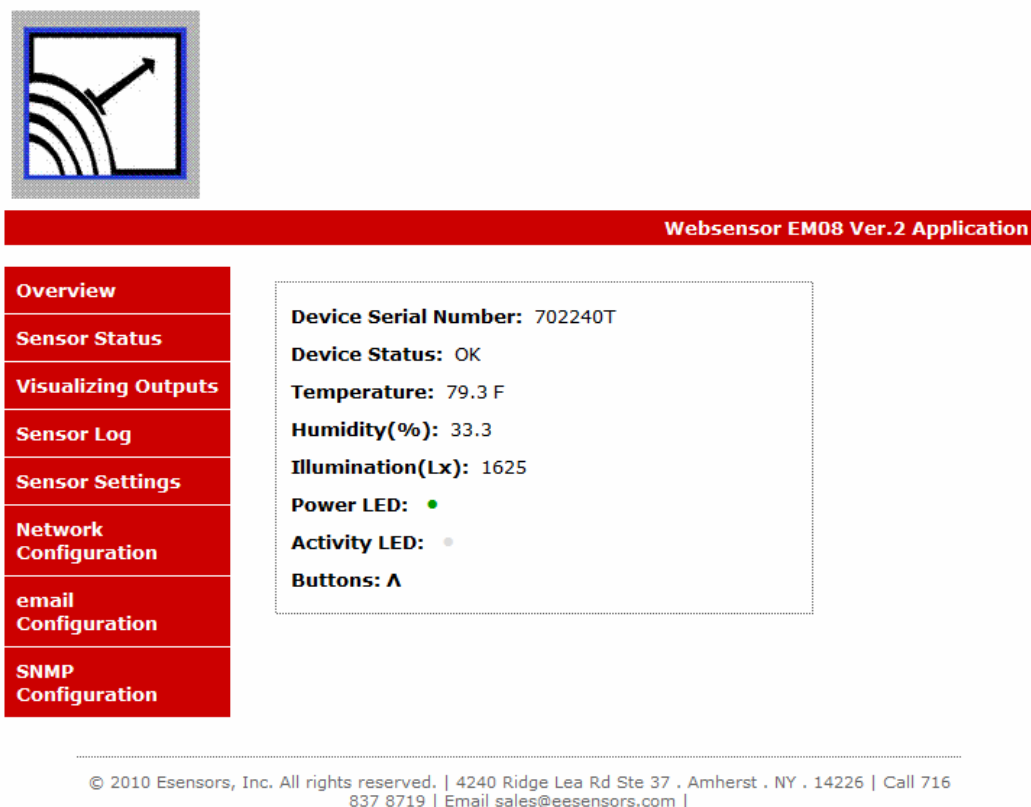 Websensor EM08 Ver.2 Application
Overview
Sensor Status
Visualizing Outputs
Sensor Log
Sensor Settings
Network
Configuration
email
Configuration
SNMP
Configuration
Device Serial Number: 702240T
Device Status: OK
Temperature: 79.3 F
Humidity(%): 33.3
Illumination(Lx): 1625
Power LED:
Activity LED:
Buttons: Λ
© 2010 Esensors, Inc. All rights reserved. | 4240 Ridge Lea Rd Ste 37 . Amherst . NY . 14226 | Call 716
837 8719 | Email sales@eesensors.com |